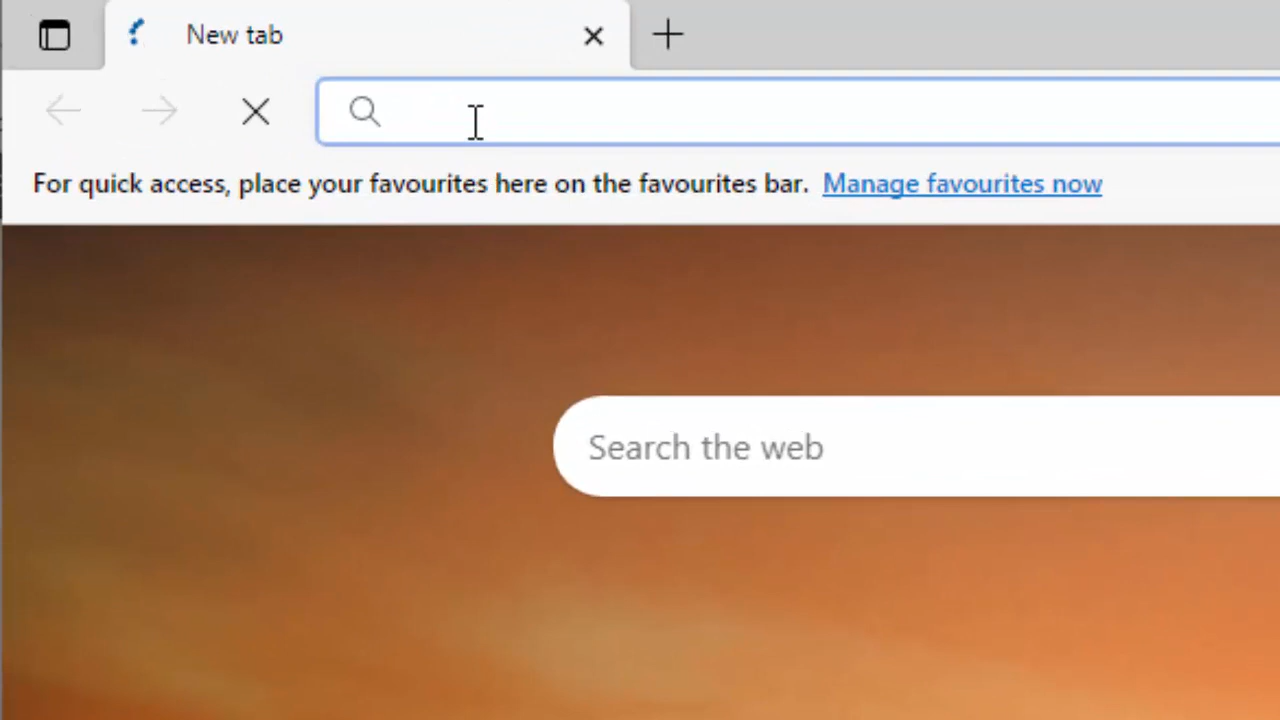 New tab
For quick access, place your favourites here on the favourites bar. Manage favourites now
Search the web